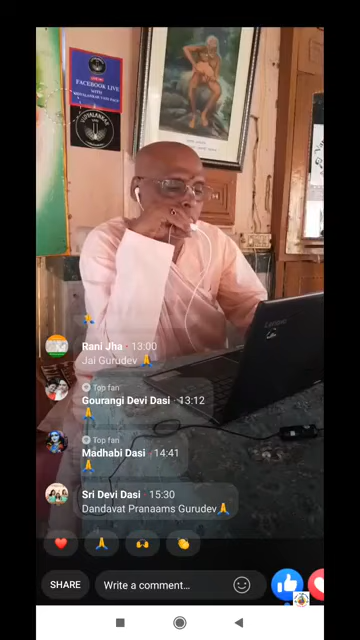 FACEBOOK LIVE
WITH
Rani Jha · 13:00
Jai Gurudev 🙏
Top fan
Gourangi Devi Dasi · 13:12
🙏
Top fan
Madhabi Dasi · 14:41
🙏
Sri Devi Dasi · 15:30
Dandavat Pranaams Gurudev🙏
SHARE
Write a comment…